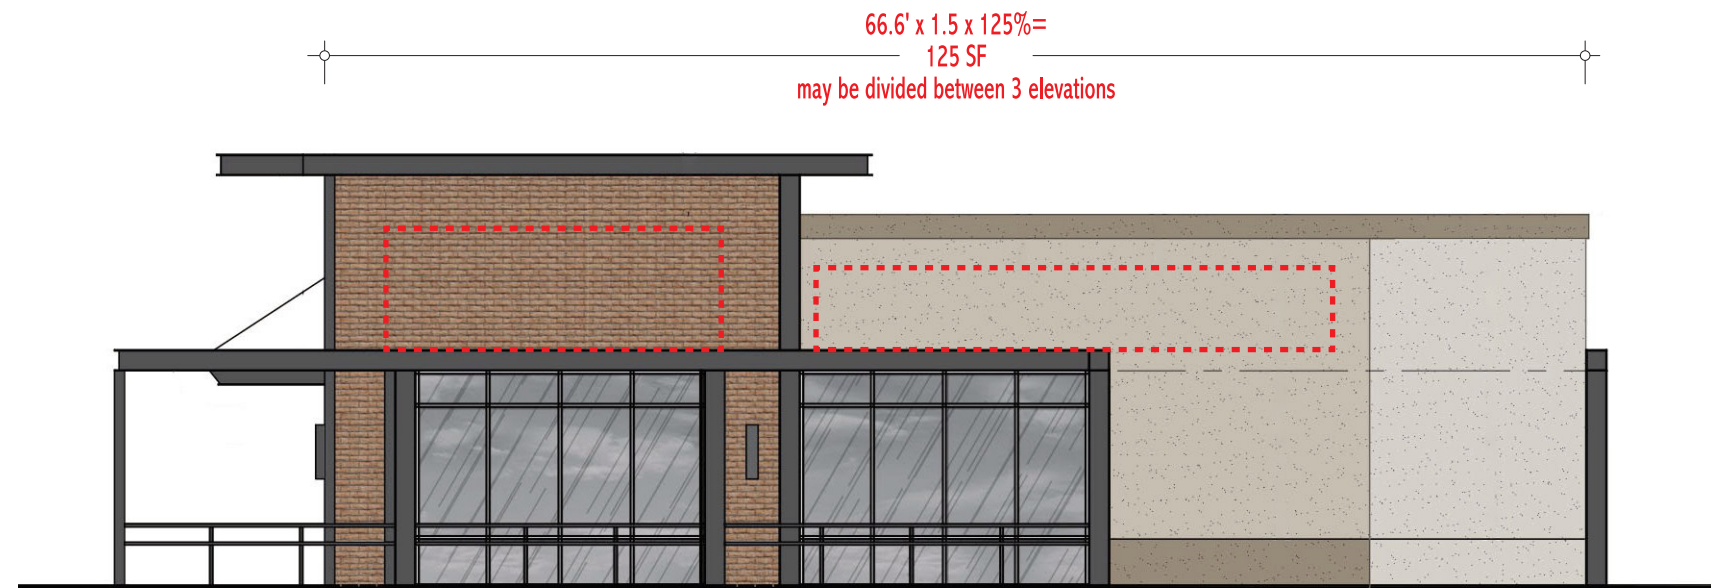 66.6' x 1.5 x 125%=
125 SF
may be divided between 3 elevations